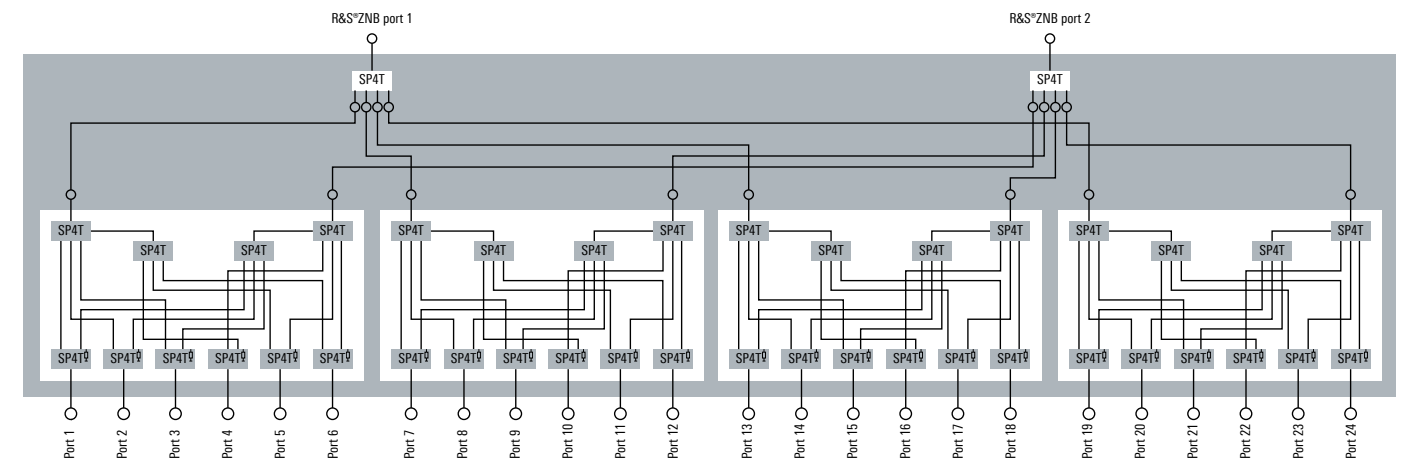 R&S®ZNB port 1 R&S®ZNB port 2
SP4T SP4T
SP4T SP4T SP4T SP4T SP4T SP4T SP4T SP4T
SP4T SP4T SP4T SP4T SP4T SP4T SP4T SP4T
SP4T SP4T SP4T SP4T SP4T SP4T SP4T SP4T SP4T SP4T SP4T SP4T SP4T SP4T SP4T SP4T SP4T SP4T SP4T SP4T SP4T SP4T SP4T SP4T
Port 1
Port 2
Port 3
Port 4
Port 5
Port 6
Port 7
Port 8
Port 9
Port 10
Port 11
Port 12
Port 13
Port 14
Port 15
Port 16
Port 17
Port 18
Port 19
Port 20
Port 21
Port 22
Port 23
Port 24